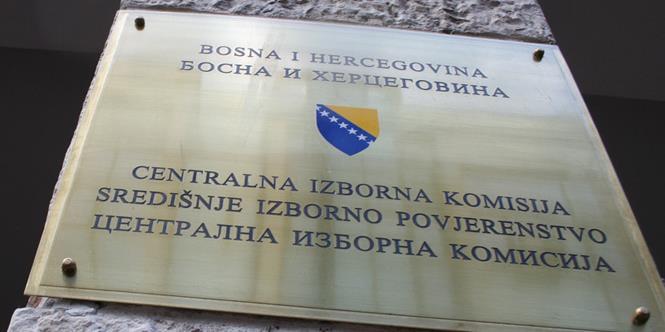 BOSNA I HERCEGOVINA
БОСНА И ХЕРЦЕГОВИНА
CENTRALNA IZBORNA KOMISIJA
SREDIŠNJE IZBORNO POVJERENSTVO
ЦЕНТРАЛНА ИЗБОРНА КОМИСИЈА